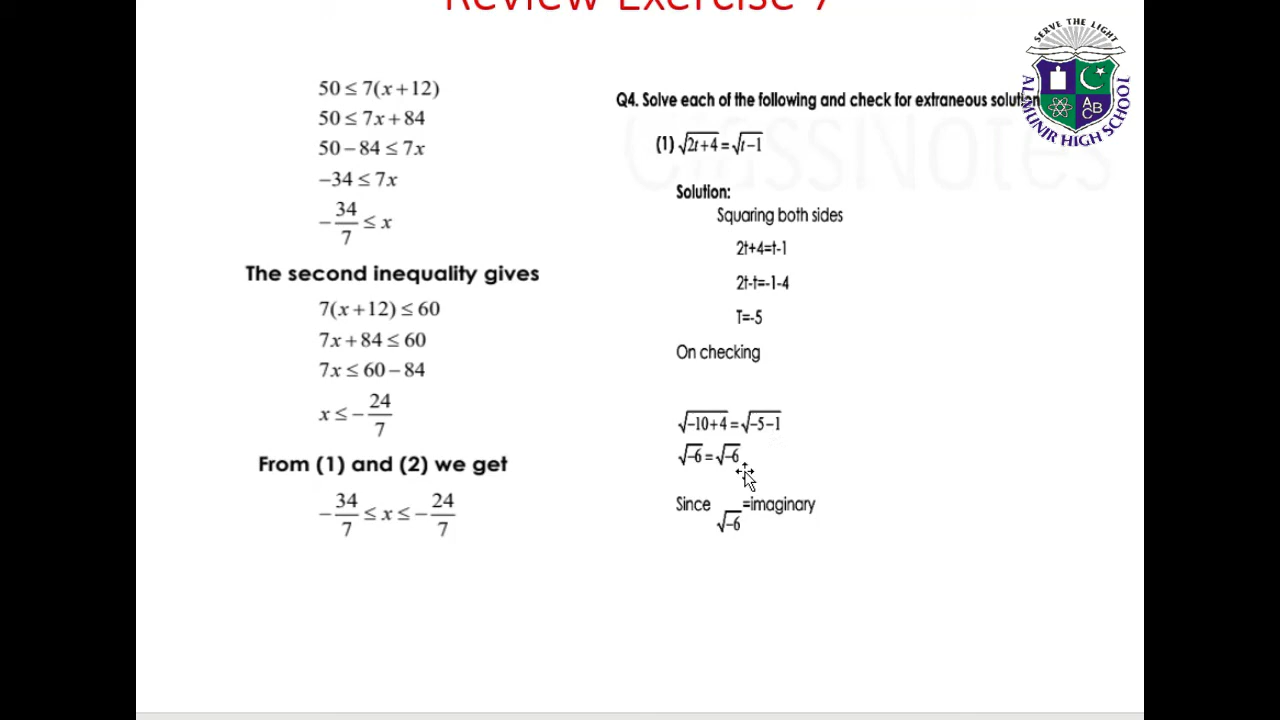 Review Exercise 7
50 ≤ 7(x+12)
50 ≤ 7x+84
50−84 ≤ 7x
−34 ≤ 7x
−34/7 ≤ x
The second inequality gives
7(x+12) ≤ 60
7x+84 ≤ 60
7x ≤ 60−84
x ≤ −24/7
From (1) and (2) we get
−34/7 ≤ x ≤ −24/7
Q4. Solve each of the following and check for extraneous solution
(1) √(2t+4) = √(t−1)
Solution:
Squaring both sides
2t+4=t-1
2t-t=-1-4
T=-5
On checking
√(−10+4) = √(−5−1)
√−6 = √−6
Since √−6 =imaginary
SERVE THE LIGHT
ABC
AL MUNIR HIGH SCHOOL
ClassNotes